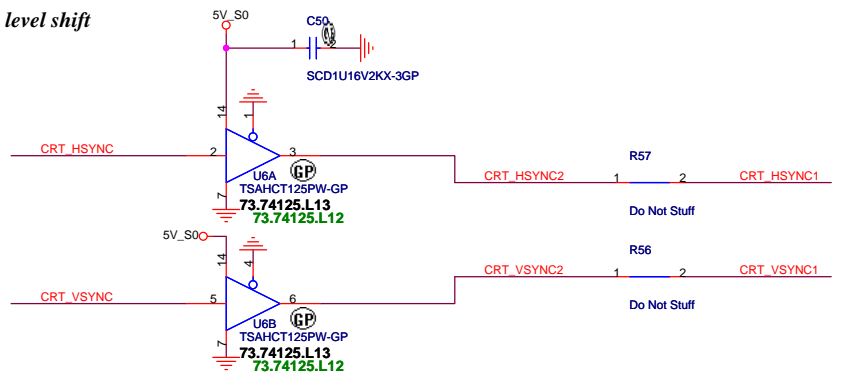 level shift
5V_S0
C50
1 2
SCD1U16V2KX-3GP
14
1
CRT_HSYNC
2
3
GP
U6A
TSAHCT125PW-GP
7
73.74125.L13
73.74125.L12
R57
CRT_HSYNC2
1 2
CRT_HSYNC1
Do Not Stuff
5V_S0
14
4
CRT_VSYNC
5
6
GP
U6B
TSAHCT125PW-GP
7
73.74125.L13
73.74125.L12
R56
CRT_VSYNC2
1 2
CRT_VSYNC1
Do Not Stuff